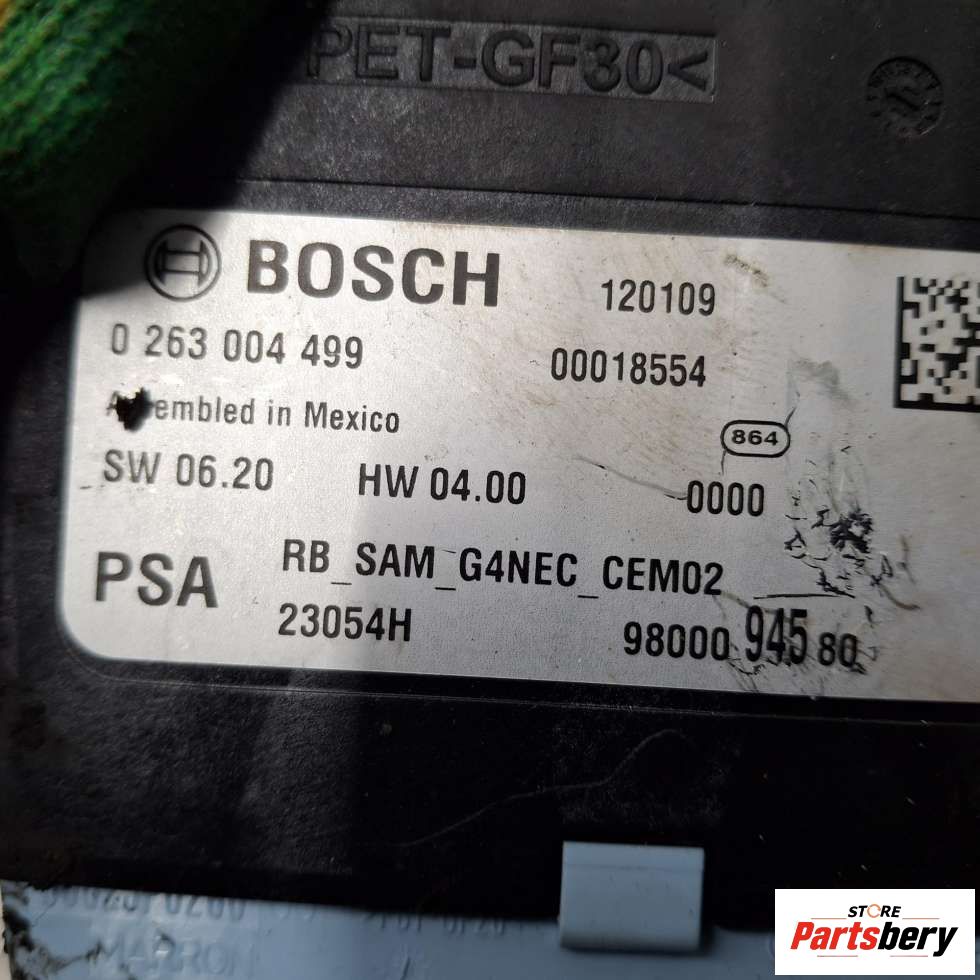 PET-GF30<
BOSCH 120109
0 263 004 499 00018554
Assembled in Mexico
864
SW 06.20 HW 04.00 0000
PSA RB_SAM_G4NEC_CEM02
23054H 98000 945 80
STORE
Partsbery